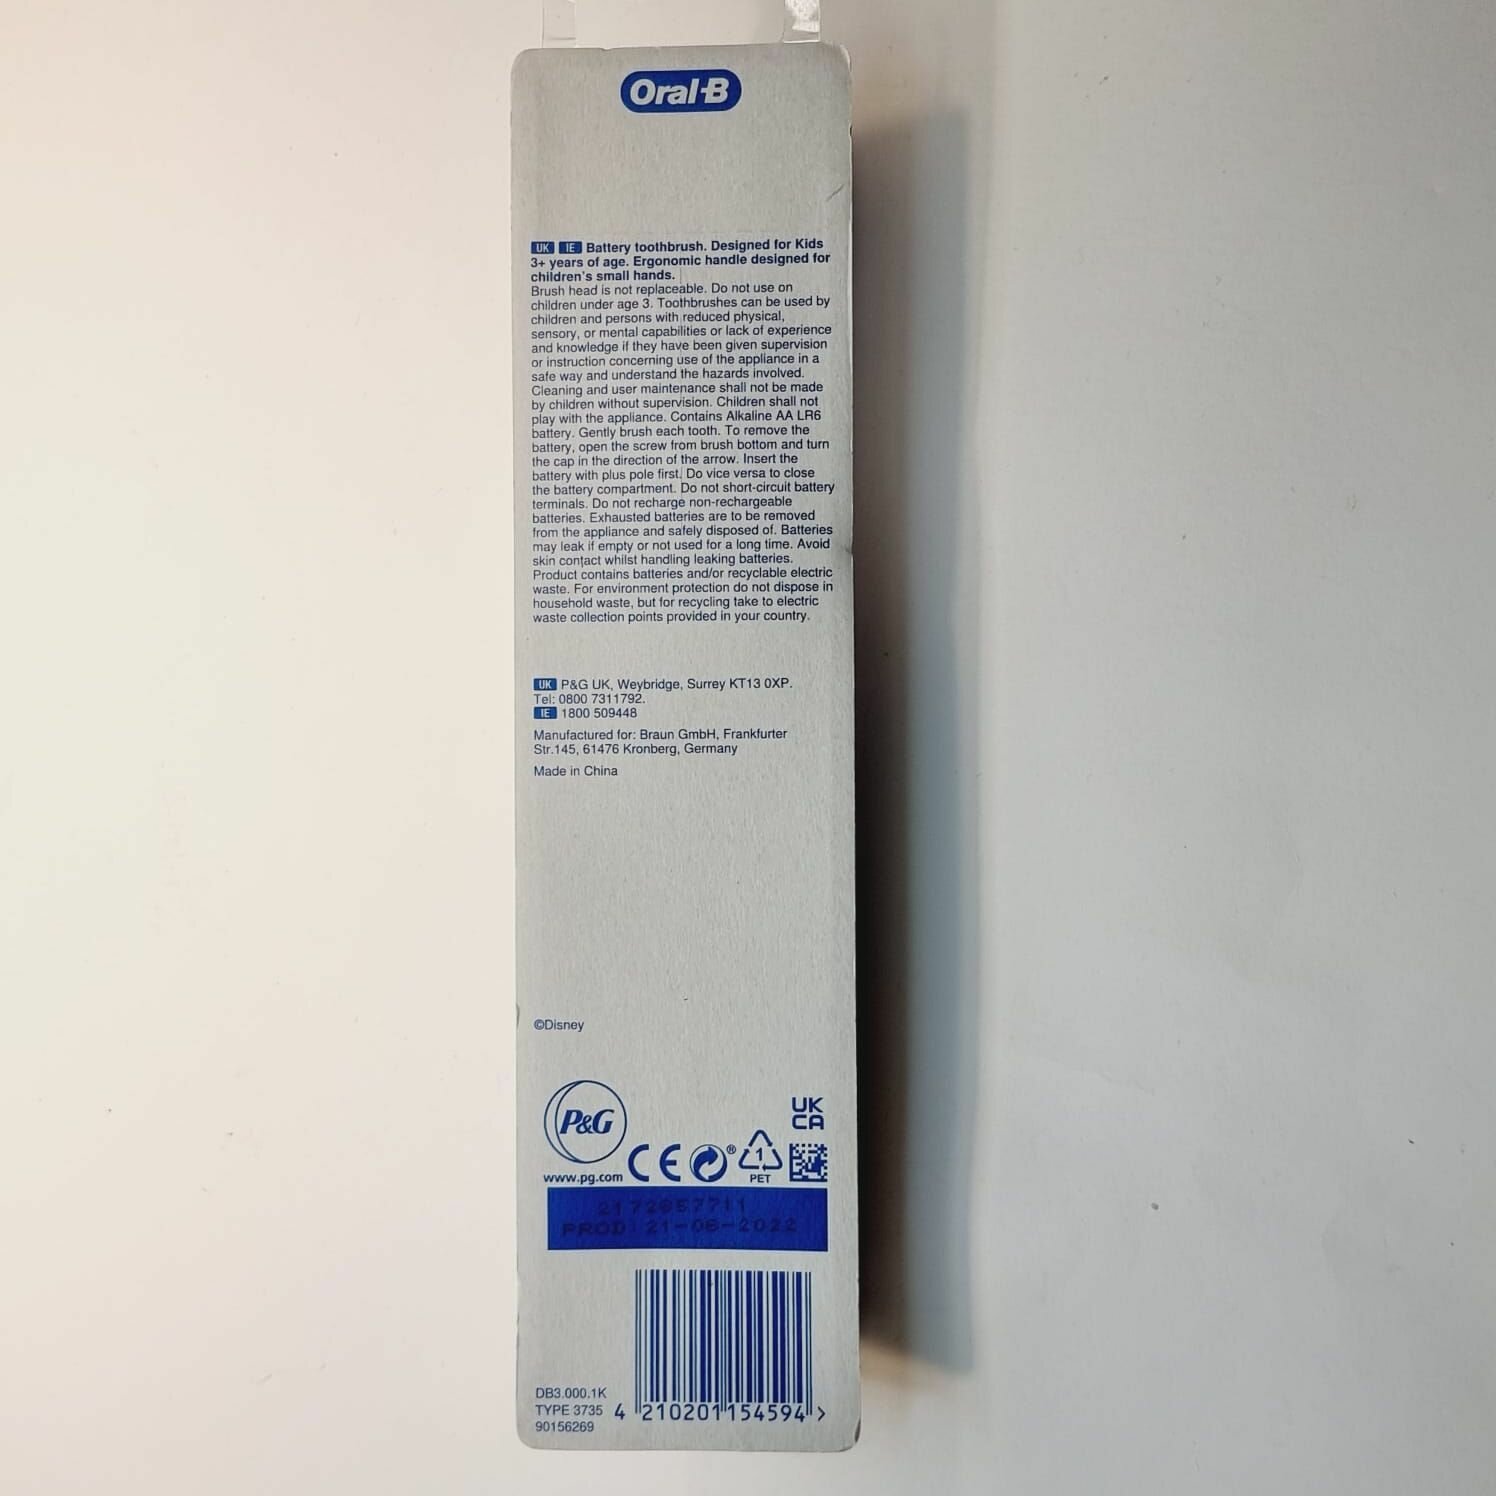 Oral-B
UK IE Battery toothbrush. Designed for Kids
3+ years of age. Ergonomic handle designed for
children's small hands.
Brush head is not replaceable. Do not use on
children under age 3. Toothbrushes can be used by
children and persons with reduced physical,
sensory, or mental capabilities or lack of experience
and knowledge if they have been given supervision
or instruction concerning use of the appliance in a
safe way and understand the hazards involved.
Cleaning and user maintenance shall not be made
by children without supervision. Children shall not
play with the appliance. Contains Alkaline AA LR6
battery. Gently brush each tooth. To remove the
battery, open the screw from brush bottom and turn
the cap in the direction of the arrow. Insert the
battery with plus pole first. Do vice versa to close
the battery compartment. Do not short-circuit battery
terminals. Do not recharge non-rechargeable
batteries. Exhausted batteries are to be removed
from the appliance and safely disposed of. Batteries
may leak if empty or not used for a long time. Avoid
skin contact whilst handling leaking batteries.
Product contains batteries and/or recyclable electric
waste. For environment protection do not dispose in
household waste, but for recycling take to electric
waste collection points provided in your country.
UK P&G UK, Weybridge, Surrey KT13 0XP.
Tel: 0800 7311792.
IE 1800 509448
Manufactured for: Braun GmbH, Frankfurter
Str.145, 61476 Kronberg, Germany
Made in China
©Disney
P&G
www.pg.com
CE
®
1
PET
UK
CA
PROD: 21-06-2022
DB3.000.1K
TYPE 3735
90156269
4 210201 154594 >